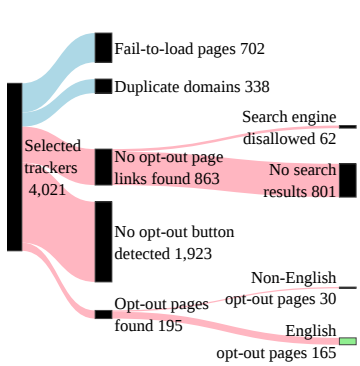 Fail-to-load pages 702
Duplicate domains 338
Search engine
disallowed 62
Selected
trackers
4,021
No opt-out page
links found 863
No search
results 801
No opt-out button
detected 1,923
Non-English
opt-out pages 30
Opt-out pages
found 195
English
opt-out pages 165